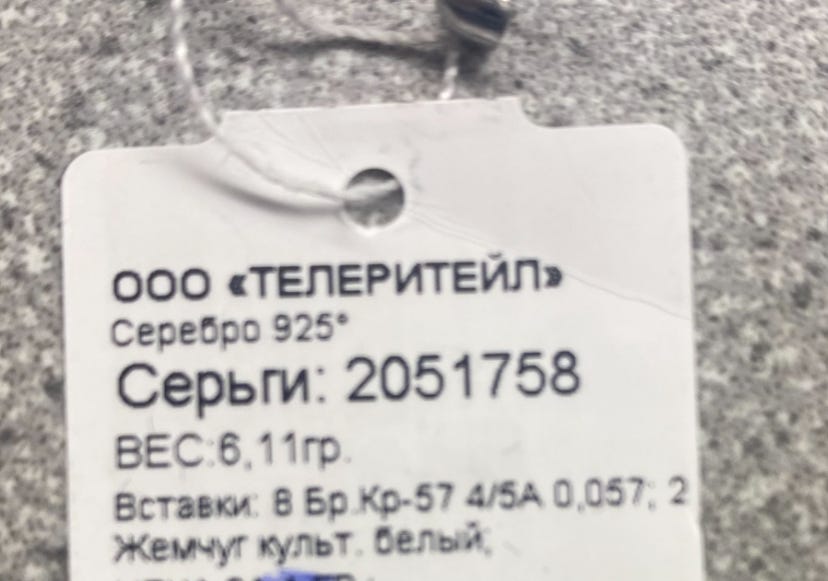 ООО «ТЕЛЕРИТЕЙЛ»
Серебро 925°
Серьги: 2051758
ВЕС:6,11гр.
Вставки: 8 Бр.Кр-57 4/5А 0,057; 2
Жемчуг культ. белый;